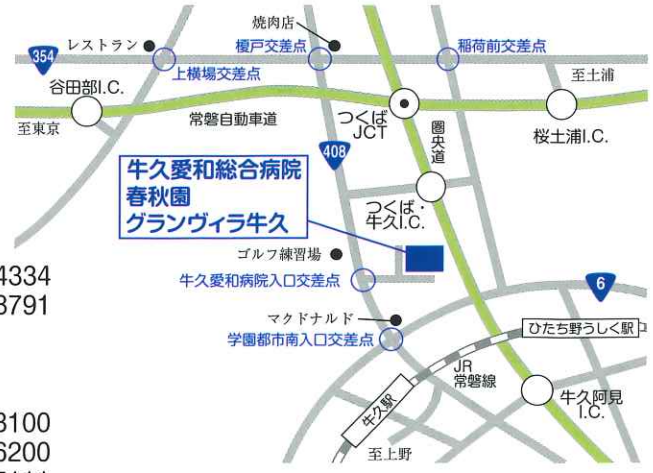 焼肉店
レストラン
榎戸交差点
稲荷前交差点
354
上横場交差点
至土浦
谷田部I.C.
至東京
常磐自動車道
つくば
JCT
圏央道
桜土浦I.C.
408
牛久愛和総合病院
春秋園
グランヴィラ牛久
つくば・
牛久I.C.
ゴルフ練習場
4334
牛久愛和病院入口交差点
3791
6
マクドナルド
学園都市南入口交差点
ひたち野うしく駅
JR
常磐線
牛久駅
牛久阿見
I.C.
3100
至上野
6200